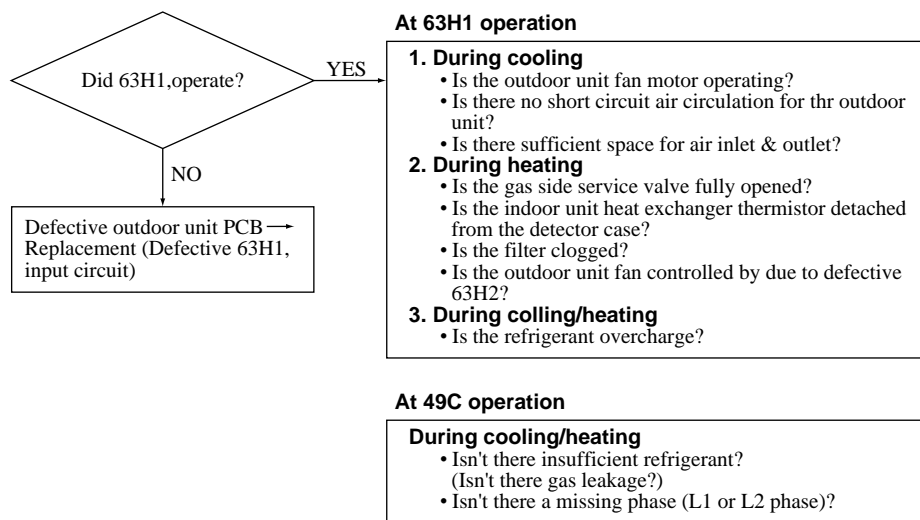 Did 63H1,operate?
YES
NO
Defective outdoor unit PCB →
Replacement (Defective 63H1,
input circuit)
At 63H1 operation
1. During cooling
• Is the outdoor unit fan motor operating?
• Is there no short circuit air circulation for thr outdoor
unit?
• Is there sufficient space for air inlet & outlet?
2. During heating
• Is the gas side service valve fully opened?
• Is the indoor unit heat exchanger thermistor detached
from the detector case?
• Is the filter clogged?
• Is the outdoor unit fan controlled by due to defective
63H2?
3. During colling/heating
• Is the refrigerant overcharge?
At 49C operation
During cooling/heating
• Isn't there insufficient refrigerant?
(Isn't there gas leakage?)
• Isn't there a missing phase (L1 or L2 phase)?